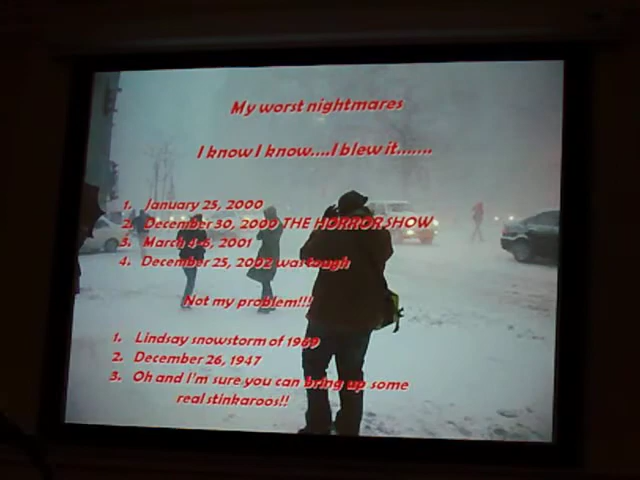 My worst nightmares
I know I know....I blew it.......
1. January 25, 2000
2. December 30, 2000 THE HORROR SHOW
3. March 4-6, 2001
4. December 25, 2002 was tough
Not my problem!!!
1. Lindsay snowstorm of 1969
2. December 26, 1947
3. Oh and I'm sure you can bring up some
real stinkaroos!!